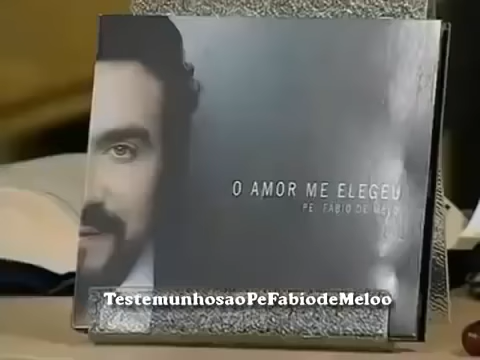 O AMOR ME ELEGEU
PE. FÁBIO DE MELO
TestemunhosaoPeFabiodeMeloo